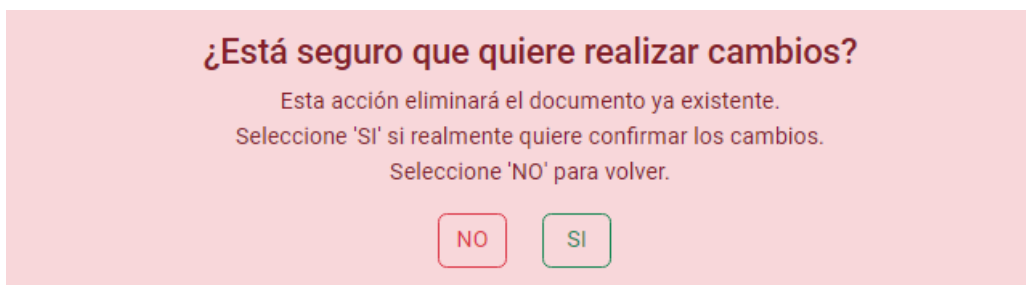 ¿Está seguro que quiere realizar cambios?
Esta acción eliminará el documento ya existente.
Seleccione 'SI' si realmente quiere confirmar los cambios.
Seleccione 'NO' para volver.
NO SI